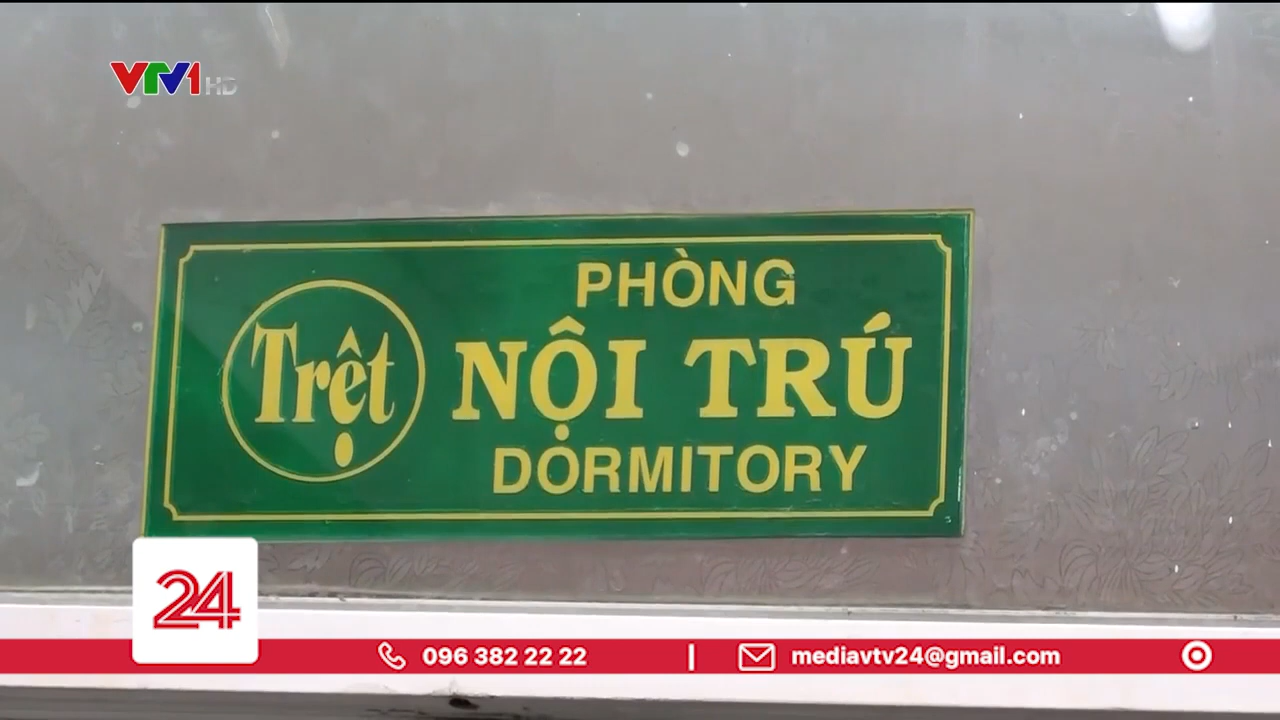 VTV1 HD
Trệt
PHÒNG
NỘI TRÚ
DORMITORY
24
096 382 22 22 | mediavtv24@gmail.com